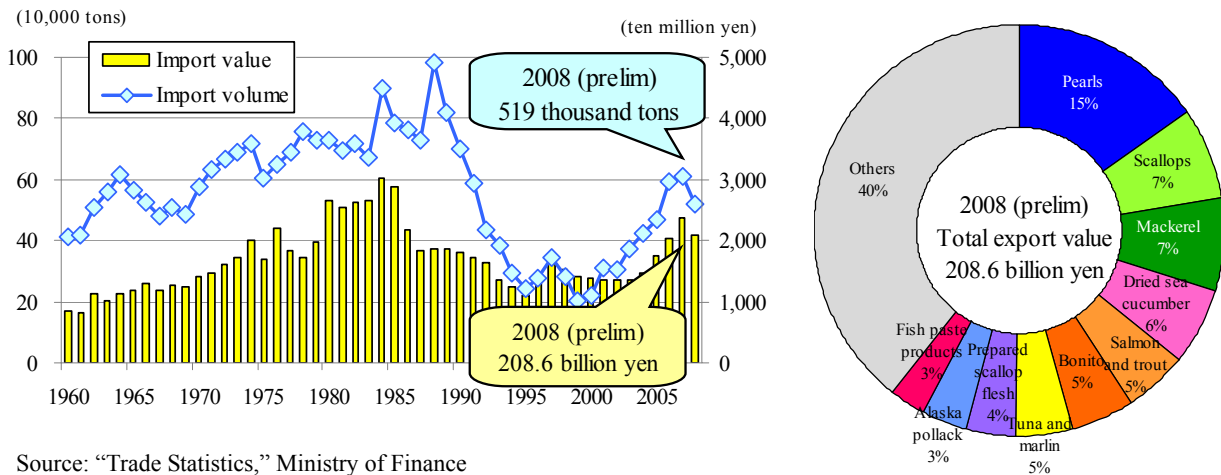 (10,000 tons)
(ten million yen)
Import value
Import volume
100
80
60
40
20
0
5,000
4,000
3,000
2,000
1,000
0
1960
1965
1970
1975
1980
1985
1990
1995
2000
2005
2008 (prelim)
519 thousand tons
2008 (prelim)
208.6 billion yen
Source: “Trade Statistics,” Ministry of Finance
Pearls
15%
Scallops
7%
Mackerel
7%
Dried sea
cucumber
6%
Salmon
and trout
5%
Bonito
5%
Tuna and
marlin
5%
Prepared
scallop
flesh
4%
Alaska
pollack
3%
Fish paste
products
3%
Others
40%
2008 (prelim)
Total export value
208.6 billion yen